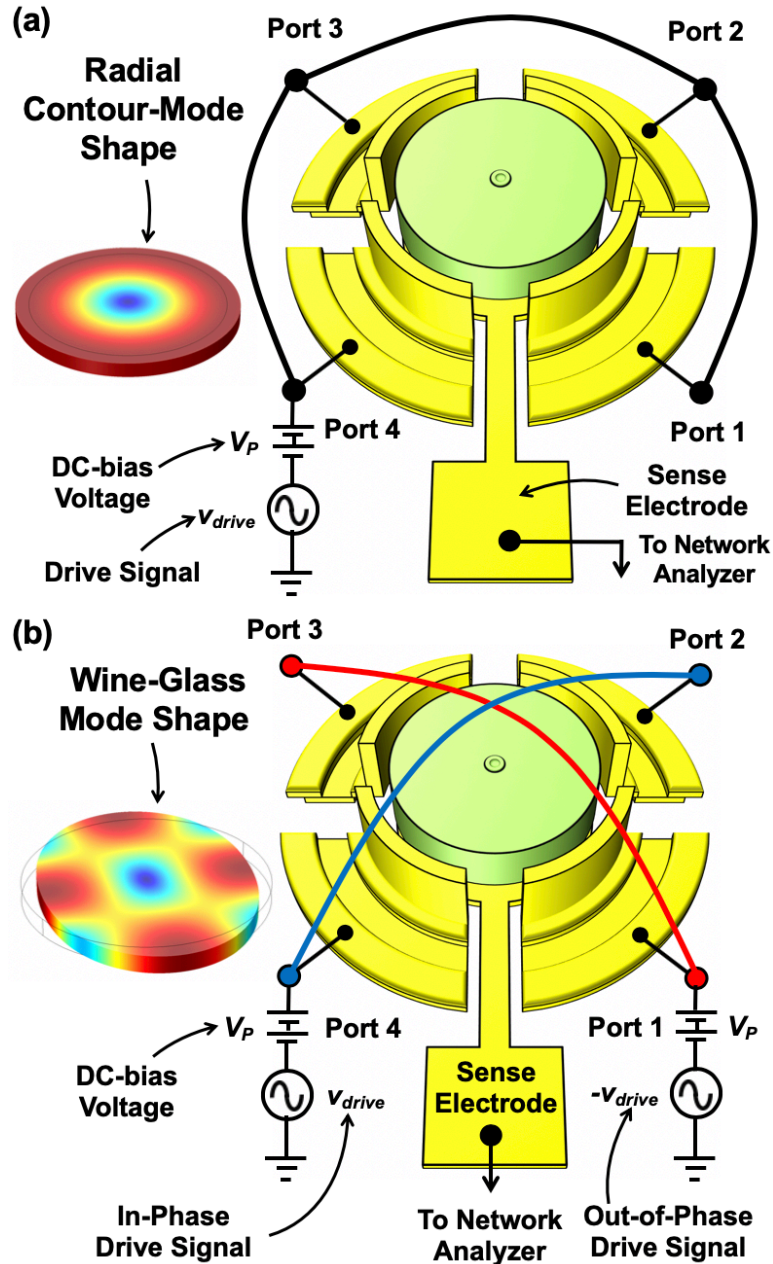 (a)
Port 3
Port 2
Radial
Contour-Mode
Shape
Port 4
Port 1
V_P
DC-bias
Voltage
v_drive
Drive Signal
Sense
Electrode
To Network
Analyzer
(b)
Port 3
Port 2
Wine-Glass
Mode Shape
V_P
Port 4
Port 1
V_P
DC-bias
Voltage
v_drive
Sense
Electrode
-v_drive
In-Phase
Drive Signal
To Network
Analyzer
Out-of-Phase
Drive Signal